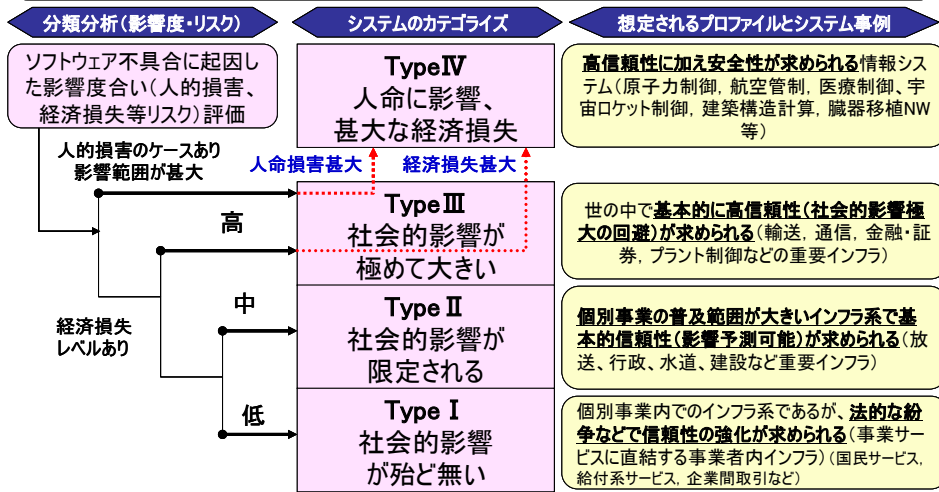 分類分析(影響度・リスク)
システムのカテゴライズ
想定されるプロファイルとシステム事例
ソフトウェア不具合に起因し
た影響度合い(人的損害、
経済損失等リスク)評価
人的損害のケースあり
影響範囲が甚大
経済損失
レベルあり
高
中
低
TypeⅣ
人命に影響、
甚大な経済損失
人命損害甚大
経済損失甚大
TypeⅢ
社会的影響が
極めて大きい
TypeⅡ
社会的影響が
限定される
TypeⅠ
社会的影響
が殆ど無い
高信頼性に加え安全性が求められる情報シス
テム(原子力制御, 航空管制, 医療制御、宇
宙ロケット制御, 建築構造計算, 臓器移植NW
等)
世の中で基本的に高信頼性(社会的影響極
大の回避)が求められる(輸送, 通信, 金融・証
券, プラント制御などの重要インフラ)
個別事業の普及範囲が大きいインフラ系で基
本的信頼性(影響予測可能)が求められる(放
送、行政、水道、建設など重要インフラ)
個別事業内でのインフラ系であるが、法的な紛
争などで信頼性の強化が求められる(事業サー
ビスに直結する事業者内インフラ)(国民サービス,
給付系サービス, 企業間取引など)